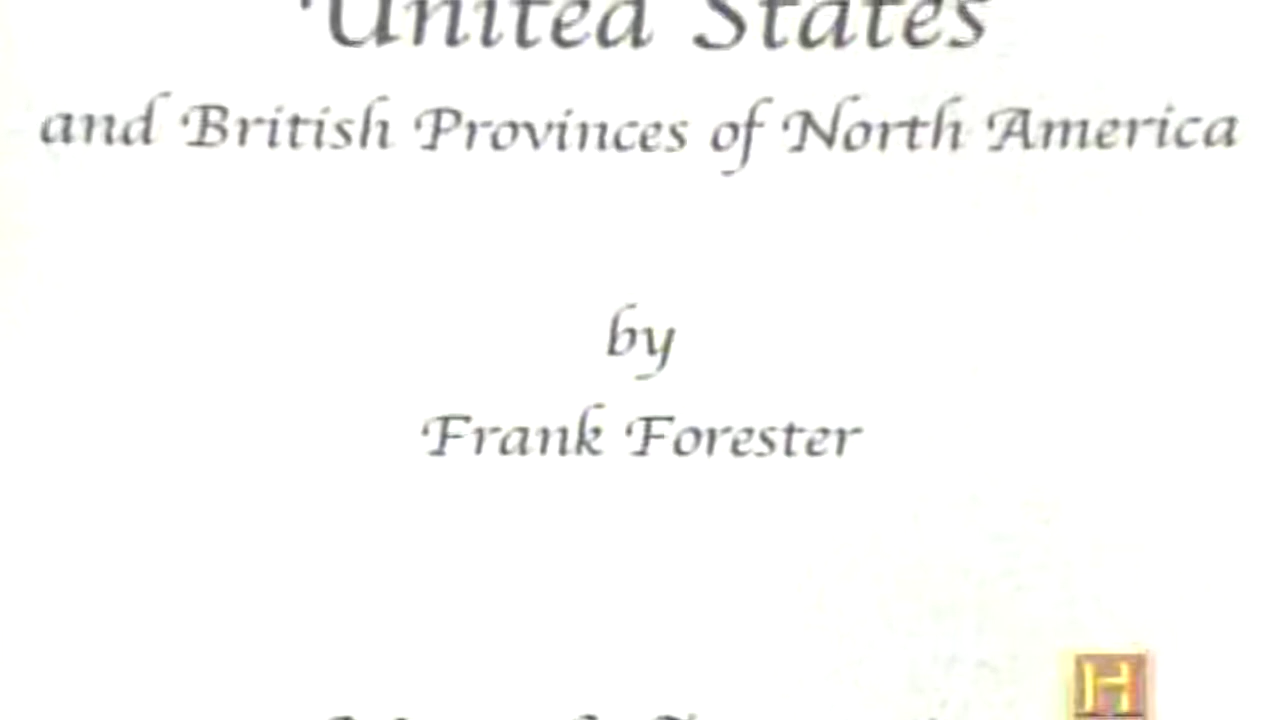 United States
and British Provinces of North America
by
Frank Forester
H